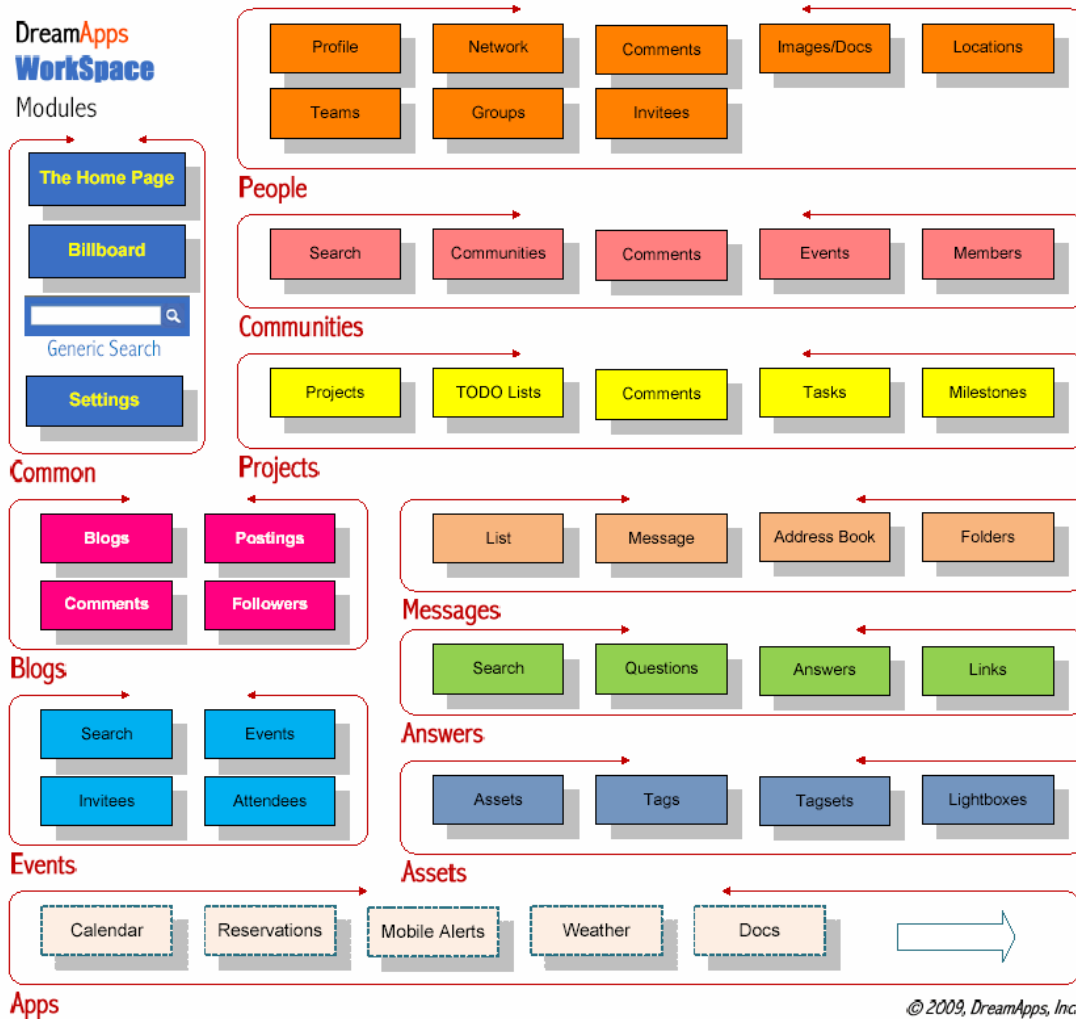 DreamApps
WorkSpace
Modules
The Home Page
Billboard
Generic Search
Settings
Common
Profile
Network
Comments
Images/Docs
Locations
Teams
Groups
Invitees
People
Search
Communities
Comments
Events
Members
Communities
Projects
TODO Lists
Comments
Tasks
Milestones
Projects
Blogs
Postings
Comments
Followers
Blogs
List
Message
Address Book
Folders
Messages
Search
Questions
Answers
Links
Answers
Search
Events
Invitees
Attendees
Events
Assets
Tags
Tagsets
Lightboxes
Assets
Calendar
Reservations
Mobile Alerts
Weather
Docs
Apps
© 2009, DreamApps, Inc